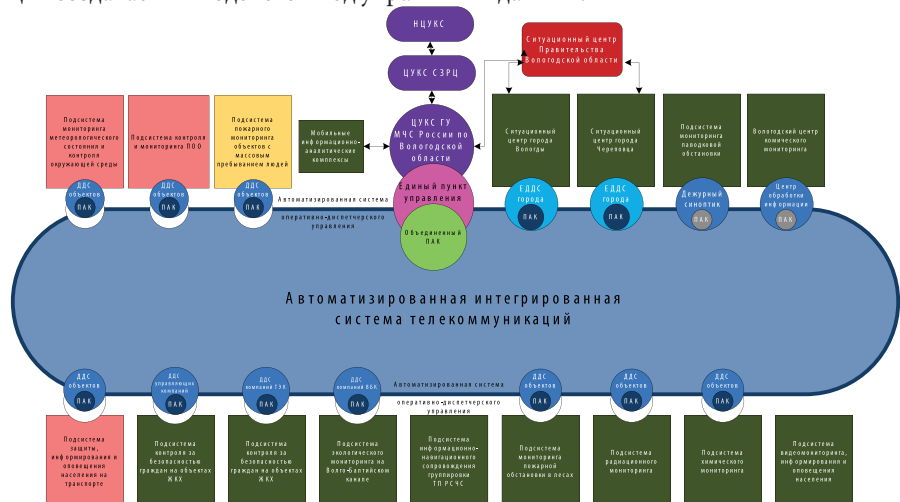 НЦУКС
ЦУКС СЗРЦ
Ситуационный центр
Правительства
Вологодской области
ЦУКС ГУ
МЧС России по
Вологодской
области
Единый пункт
управления
Объединенный
ПАК
Подсистема
мониторинга
метеорологического
состояния и
контроля
окружающей среды
Подсистема контроля
и мониторинга ПОО
Подсистема
пожарного
мониторинга
объектов с
массовым
пребыванием людей
Мобильные
информационно-
аналитические
комплексы
Ситуационный
центр города
Вологды
Ситуационный
центр города
Череповца
Подсистема
мониторинга
паводковой
обстановки
Вологодский центр
комического
мониторинга
ДДС
объектов
ПАК
ДДС
объектов
ПАК
ДДС
объектов
ПАК
Автоматизированная система
оперативно-диспетчерского
управления
ЕДДС
города
ПАК
ЕДДС
города
ПАК
Дежурный
синоптик
ПАК
Центр
обработки
информации
ПАК
Автоматизированная интегрированная
система телекоммуникаций
ДДС
объектов
ПАК
ДДС
управляющих
компаний
ПАК
ДДС
компаний ТЭК
ПАК
ДДС
компаний ВБК
ПАК
Автоматизированная система
оперативно-диспетчерского
управления
ДДС
объектов
ПАК
ДДС
объектов
ПАК
ДДС
объектов
ПАК
Подсистема
защиты,
информирования и
оповещения
населения на
транспорте
Подсистема
контроля за
безопасностью
граждан на объектах
ЖКХ
Подсистема
контроля за
безопасностью
граждан на объектах
ЖКХ
Подсистема
экологического
мониторинга на
Волго-Балтийском
канале
Подсистема
информационно-
навигационного
сопровождения
группировки
ТП РСЧС
Подсистема
мониторинга
пожарной
обстановки в лесах
Подсистема
радиационного
мониторинга
Подсистема
химического
мониторинга
Подсистема
видеомониторинга,
информирования и
оповещения
населения